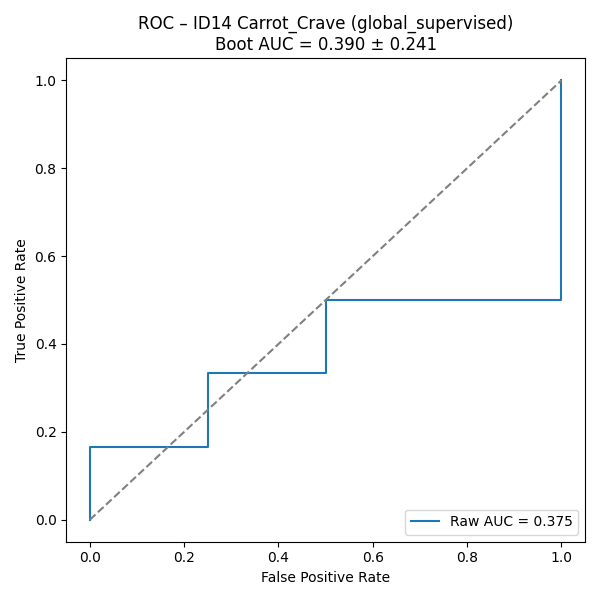 ROC – ID14 Carrot_Crave (global_supervised)
Boot AUC = 0.390 ± 0.241
True Positive Rate
1.0
0.8
0.6
0.4
0.2
0.0
Raw AUC = 0.375
0.0 0.2 0.4 0.6 0.8 1.0
False Positive Rate